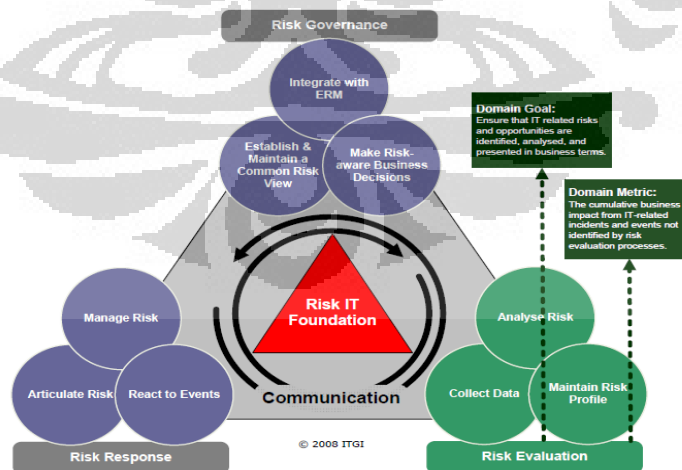 Risk Governance
Integrate with
ERM
Establish &
Maintain a
Common Risk
View
Make Risk-
aware Business
Decisions
Domain Goal:
Ensure that IT related risks
and opportunities are
identified, analysed, and
presented in business terms.
Domain Metric:
The cumulative business
impact from IT-related
incidents and events not
identified by risk
evaluation processes.
Risk IT
Foundation
Manage Risk
Articulate Risk
React to Events
Communication
Analyse Risk
Collect Data
Maintain Risk
Profile
© 2008 ITGI
Risk Response
Risk Evaluation